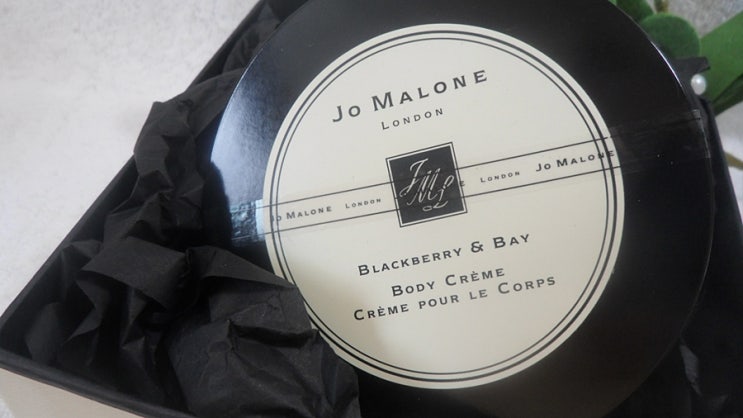 Jo Malone
London
Jo Malone London
London Jo Malone
Blackberry & Bay
Body Crème
Crème pour le Corps